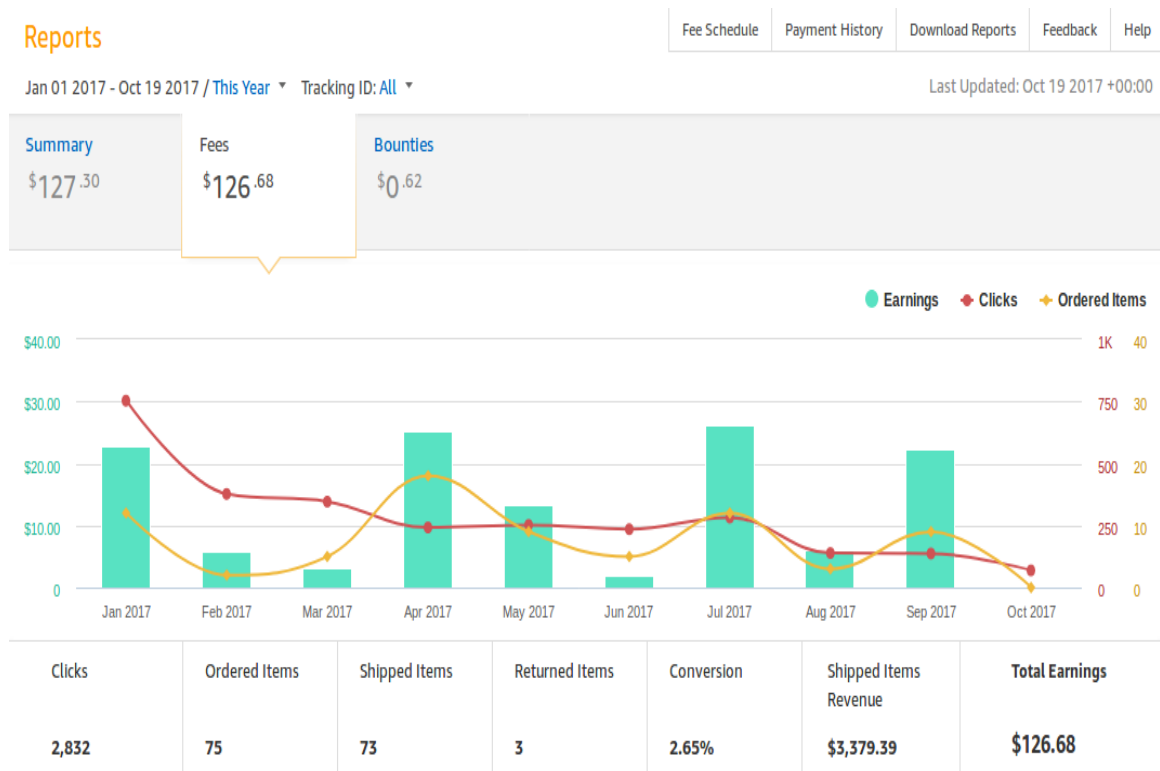 Reports
Fee Schedule Payment History Download Reports Feedback Help
Jan 01 2017 - Oct 19 2017 / This Year Tracking ID: All
Last Updated: Oct 19 2017 +00:00
Summary Fees Bounties
$127.30 $126.68 $0.62
Earnings Clicks Ordered Items
$40.00 1K 40
$30.00 750 30
$20.00 500 20
$10.00 250 10
0 0 0
Jan 2017 Feb 2017 Mar 2017 Apr 2017 May 2017 Jun 2017 Jul 2017 Aug 2017 Sep 2017 Oct 2017
Clicks Ordered Items Shipped Items Returned Items Conversion Shipped Items Total Earnings
Revenue
2,832 75 73 3 2.65% $3,379.39 $126.68